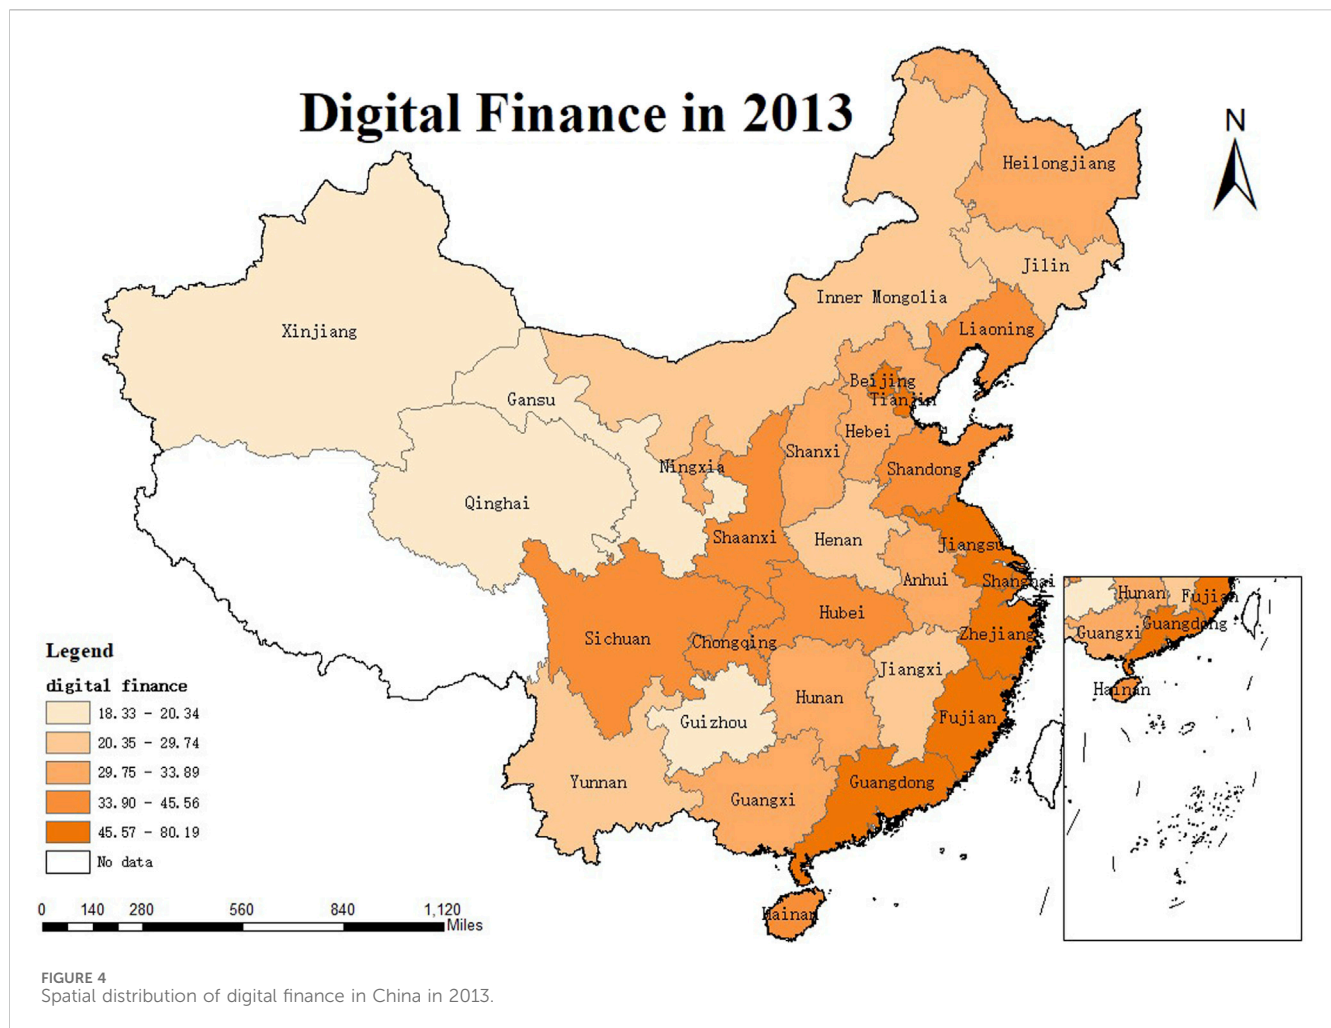 Digital Finance in 2013
N
Heilongjiang
Jilin
Inner Mongolia
Liaoning
Xinjiang
Beijing
Tianjin
Gansu
Hebei
Shanxi
Ningxia
Shandong
Qinghai
Shaanxi
Henan
Jiangsu
Anhui
Shanghai
Hubei
Zhejiang
Sichuan
Chongqing
Jiangxi
Hunan
Guizhou
Fujian
Yunnan
Guangdong
Guangxi
Hainan
Hunan
Fujian
Guangdong
Guangxi
Hainan
Legend
digital finance
18.33 - 20.34
20.35 - 29.74
29.75 - 33.89
33.90 - 45.56
45.57 - 80.19
No data
0 140 280 560 840 1,120
Miles
FIGURE 4
Spatial distribution of digital finance in China in 2013.